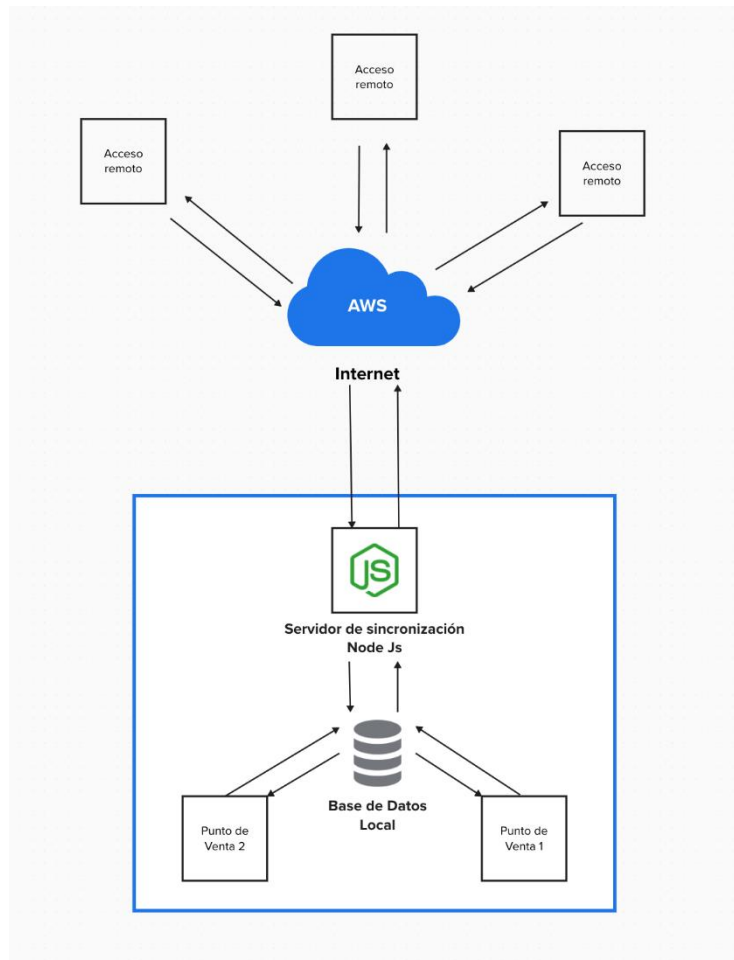 Acceso
remoto
Acceso
remoto
Acceso
remoto
AWS
Internet
JS
Servidor de sincronización
Node Js
Base de Datos
Local
Punto de
Venta 2
Punto de
Venta 1